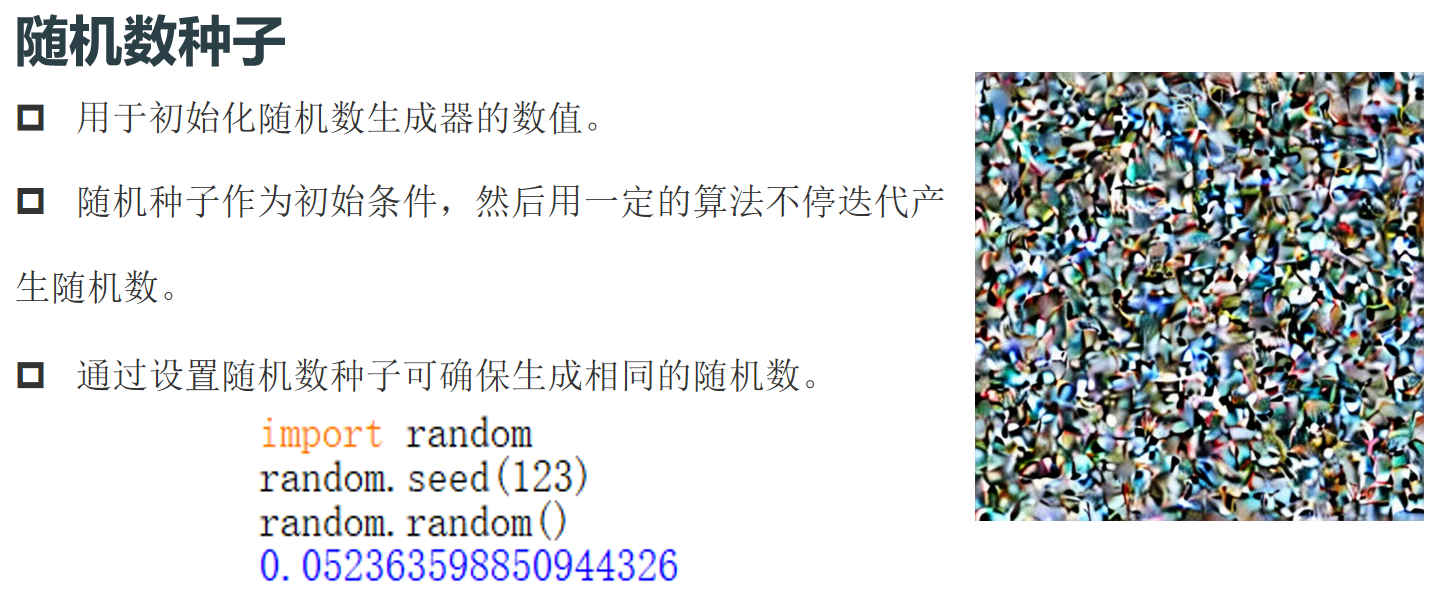 随机数种子
用于初始化随机数生成器的数值。
随机种子作为初始条件，然后用一定的算法不停迭代产
生随机数。
通过设置随机数种子可确保生成相同的随机数。
import random
random.seed(123)
random.random()
0.052363598850944326